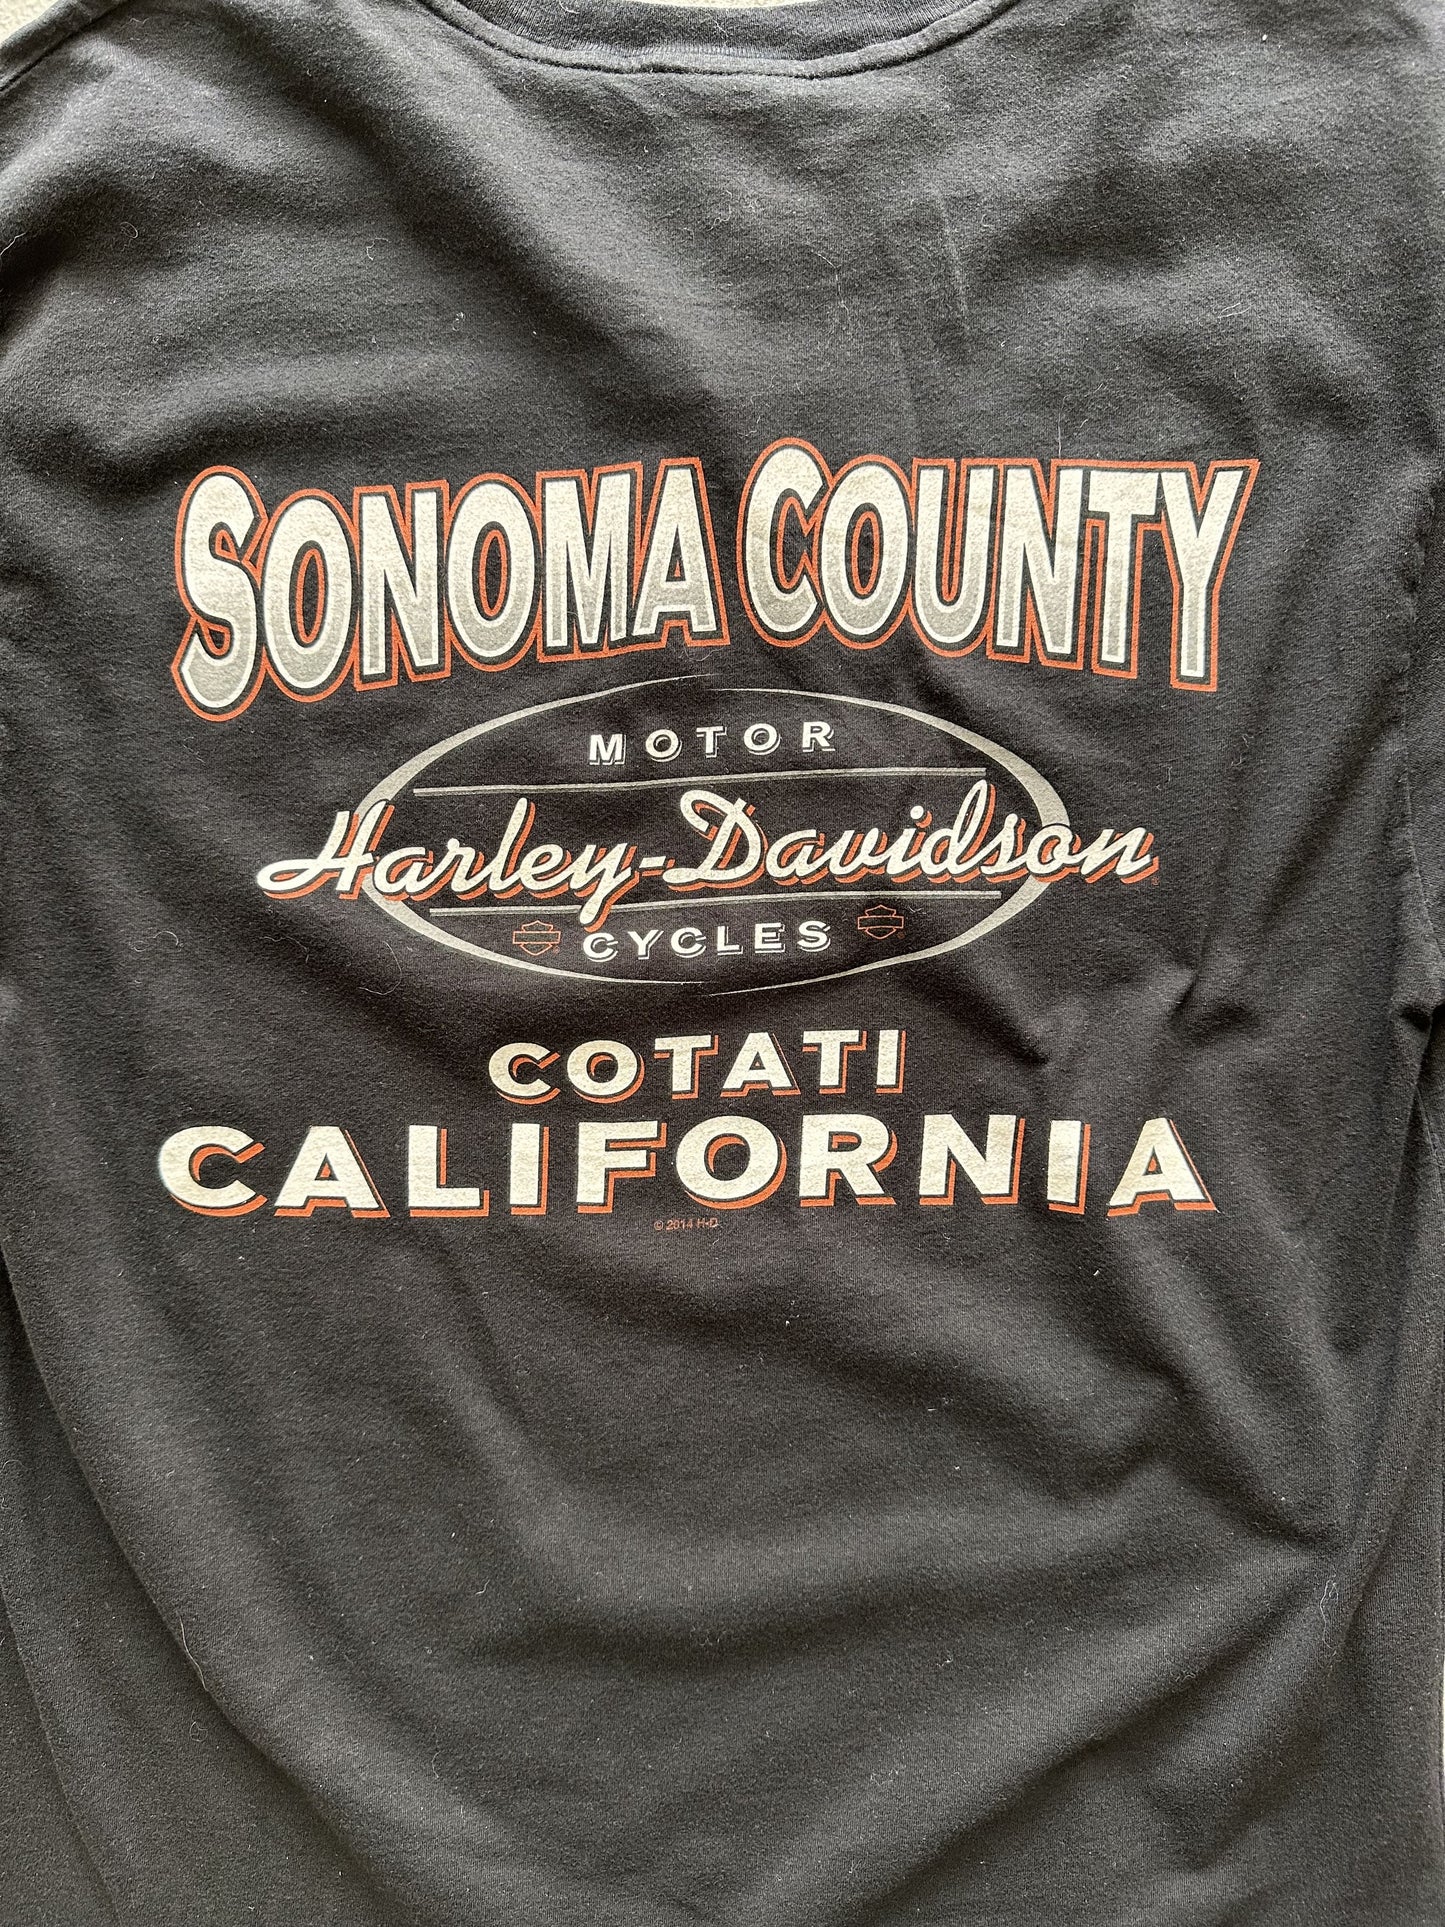 SONOMA COUNTY
MOTOR
Harley-Davidson
CYCLES
COTATI
CALIFORNIA
© 2014 H-D